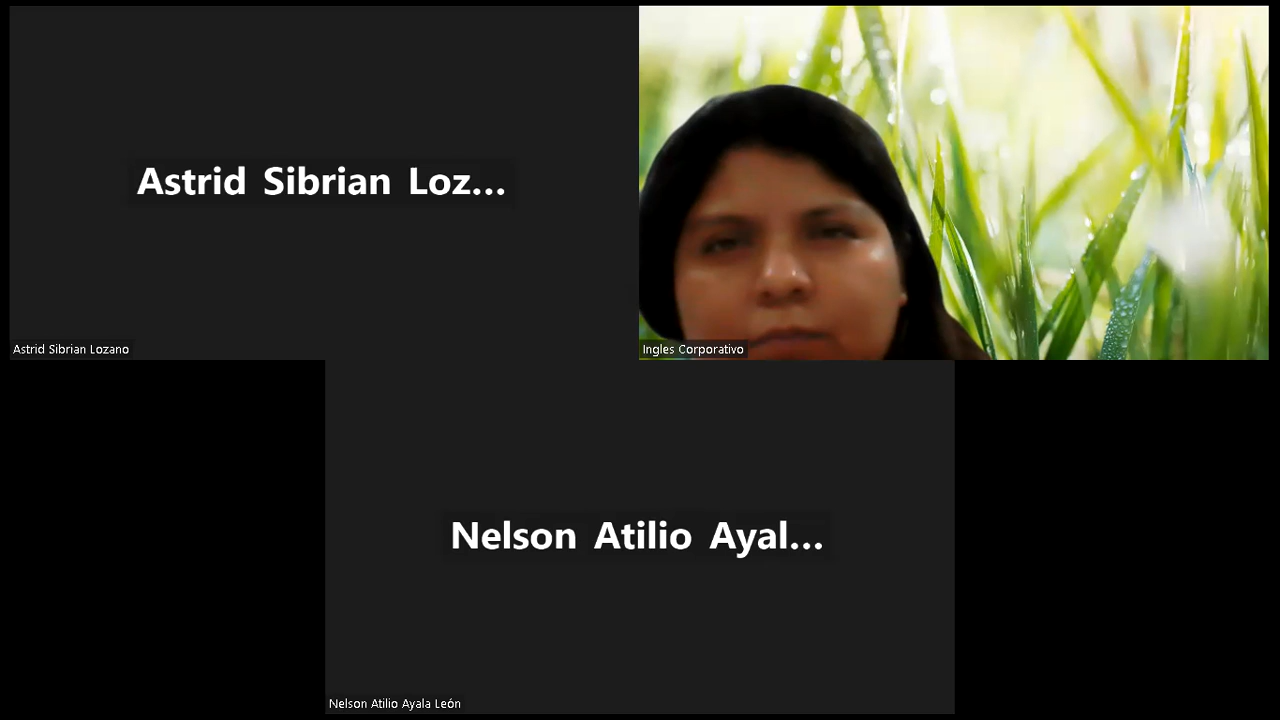 Astrid Sibrian Loz...
Astrid Sibrian Lozano
Ingles Corporativo
Nelson Atilio Ayal...
Nelson Atilio Ayala León